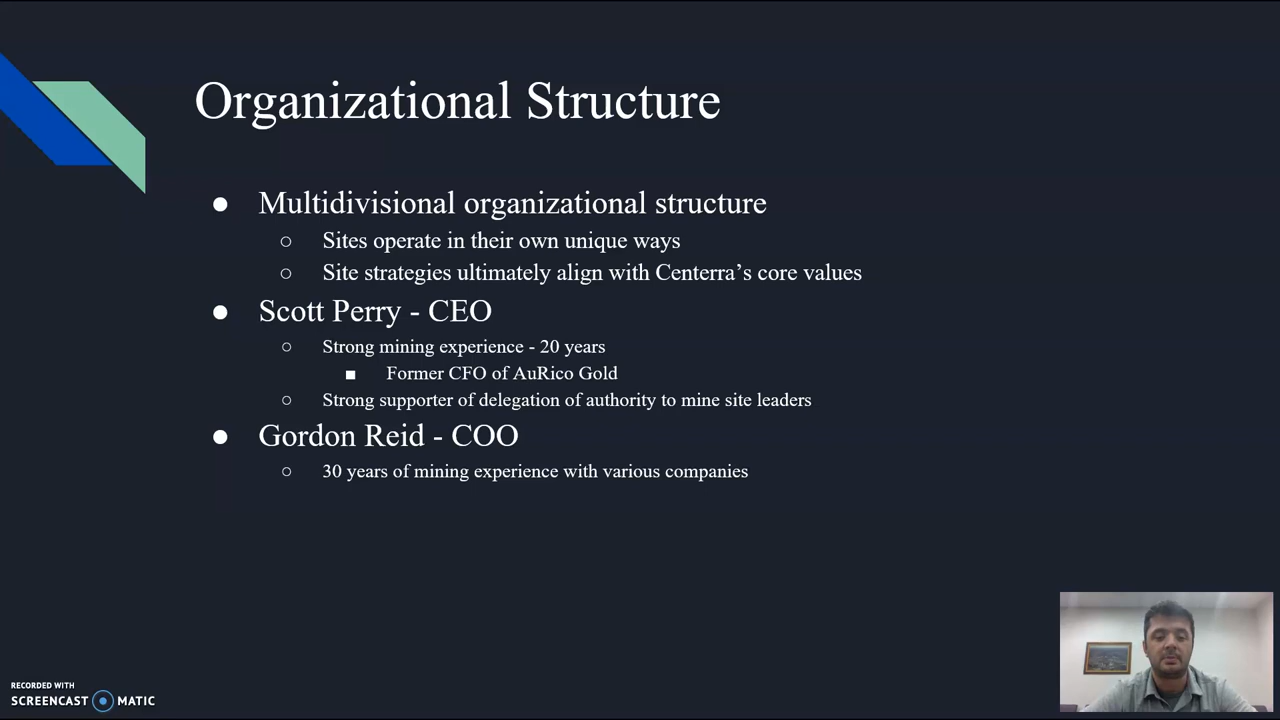 Organizational Structure
● Multidivisional organizational structure
○ Sites operate in their own unique ways
○ Site strategies ultimately align with Centerra’s core values
● Scott Perry - CEO
○ Strong mining experience - 20 years
■ Former CFO of AuRico Gold
○ Strong supporter of delegation of authority to mine site leaders
● Gordon Reid - COO
○ 30 years of mining experience with various companies
RECORDED WITH
SCREENCAST MATIC